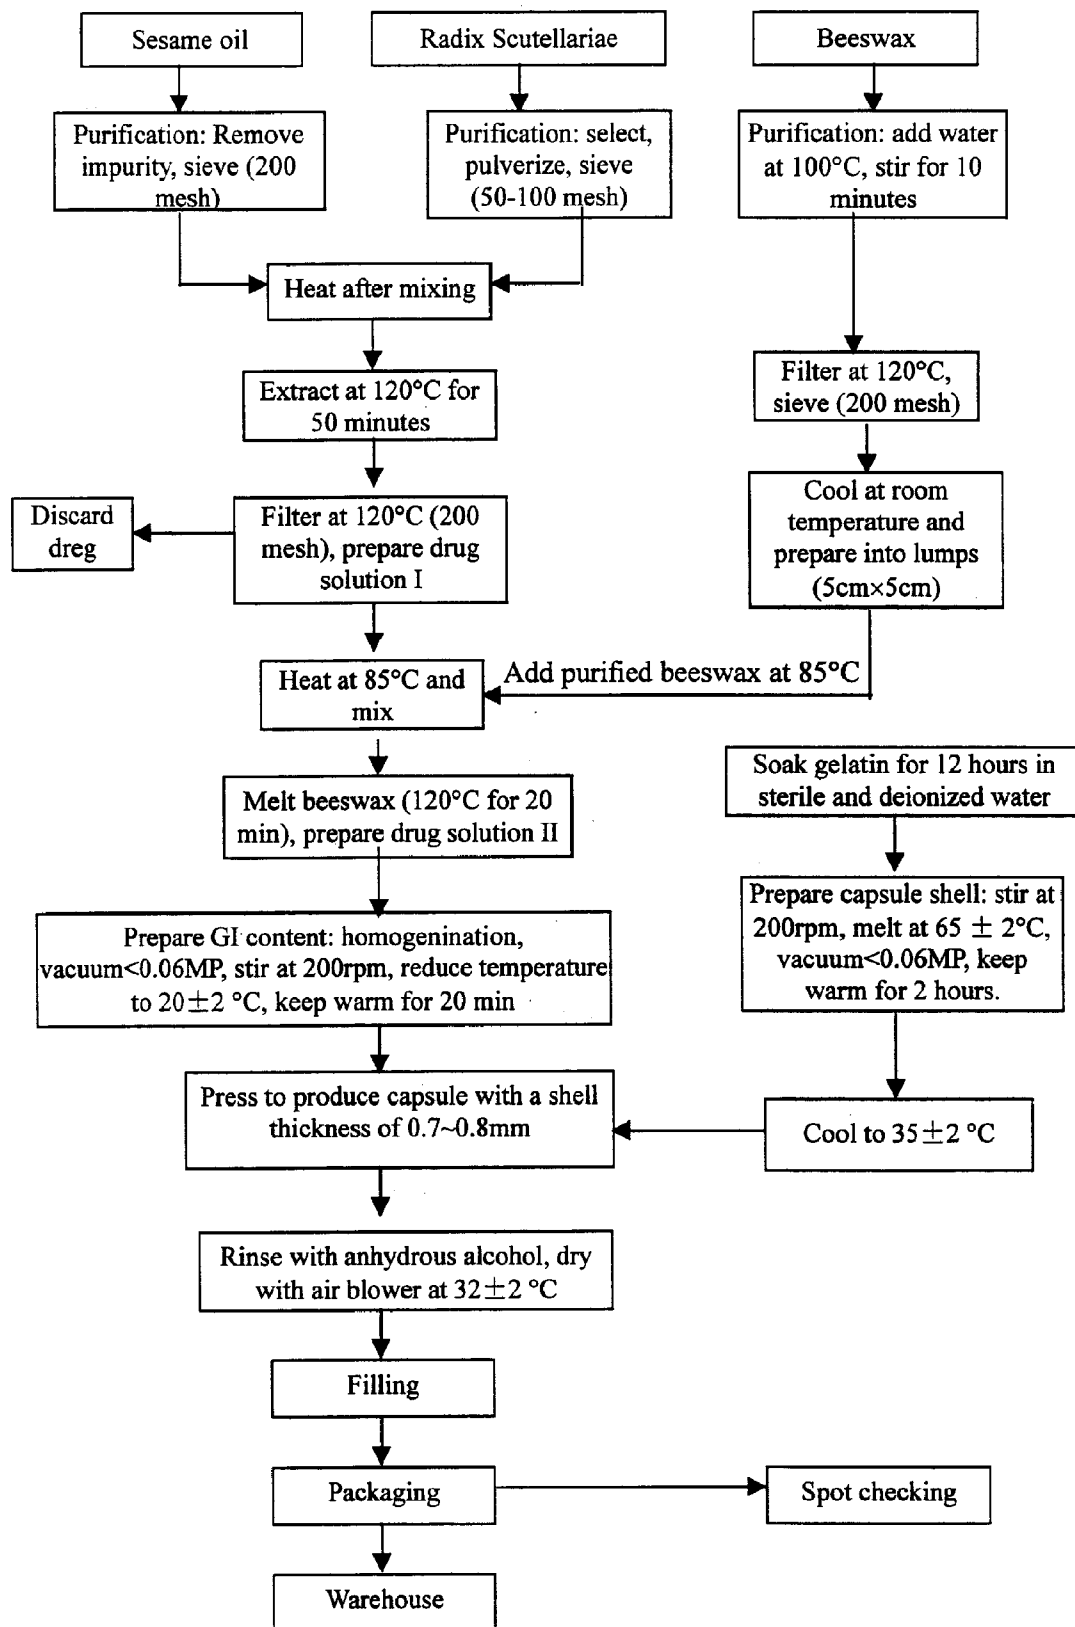 Sesame oil
Radix Scutellariae
Beeswax
Purification: Remove
impurity, sieve (200
mesh)
Purification: select,
pulverize, sieve
(50-100 mesh)
Purification: add water
at 100°C, stir for 10
minutes
Heat after mixing
Extract at 120°C for
50 minutes
Filter at 120°C,
sieve (200 mesh)
Discard
dreg
Filter at 120°C (200
mesh), prepare drug
solution I
Cool at room
temperature and
prepare into lumps
(5cm×5cm)
Heat at 85°C and
mix
Add purified beeswax at 85°C
Melt beeswax (120°C for 20
min), prepare drug solution II
Soak gelatin for 12 hours in
sterile and deionized water
Prepare GI content: homogenination,
vacuum<0.06MP, stir at 200rpm, reduce temperature
to 20±2 °C, keep warm for 20 min
Prepare capsule shell: stir at
200rpm, melt at 65 ± 2°C,
vacuum<0.06MP, keep
warm for 2 hours.
Press to produce capsule with a shell
thickness of 0.7~0.8mm
Cool to 35±2 °C
Rinse with anhydrous alcohol, dry
with air blower at 32±2 °C
Filling
Packaging
Spot checking
Warehouse